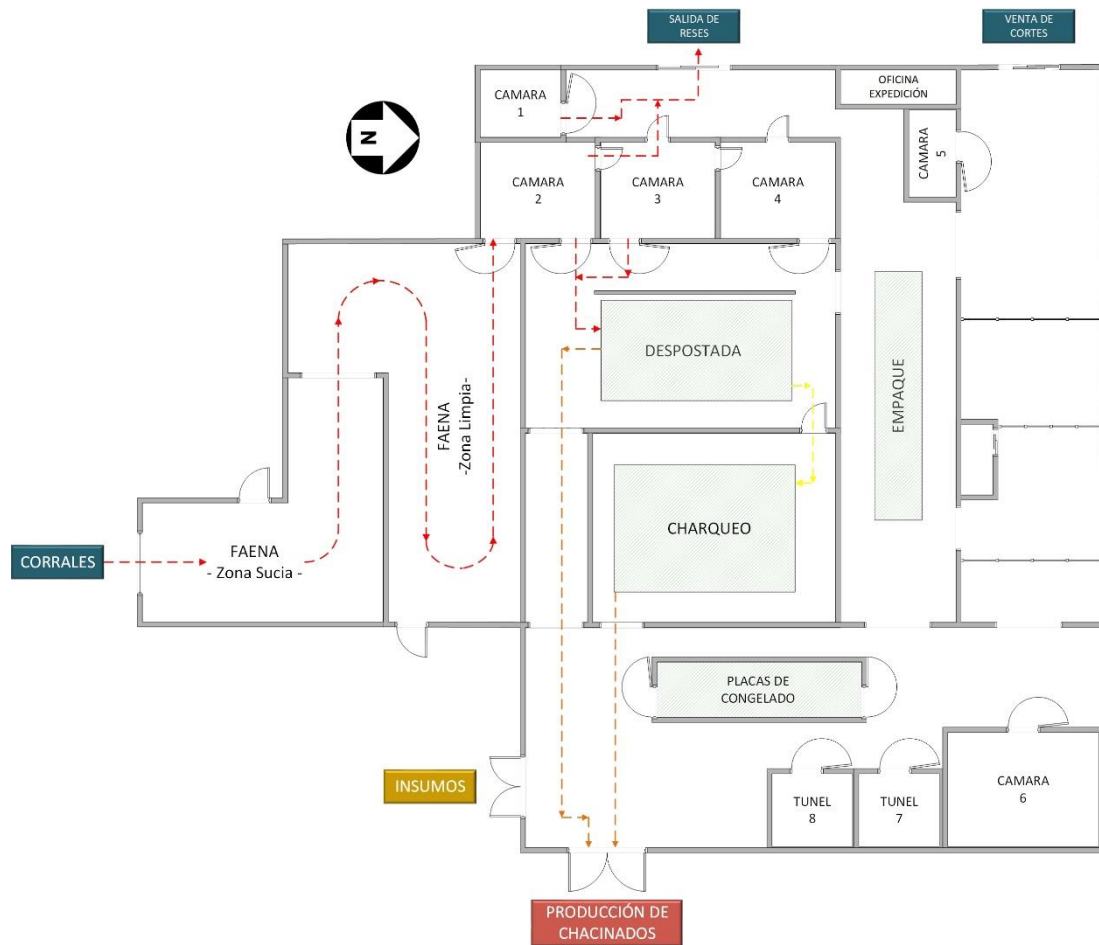 SALIDA DE
RESES
VENTA DE
CORTES
CAMARA
1
OFICINA
EXPEDICIÓN
N
CAMARA
5
CAMARA
2
CAMARA
3
CAMARA
4
DESPOSTADA
EMPAQUE
FAENA
-Zona Limpia-
CHARQUEO
CORRALES
FAENA
- Zona Sucia -
PLACAS DE
CONGELADO
INSUMOS
TUNEL
8
TUNEL
7
CAMARA
6
PRODUCCIÓN DE
CHACINADOS